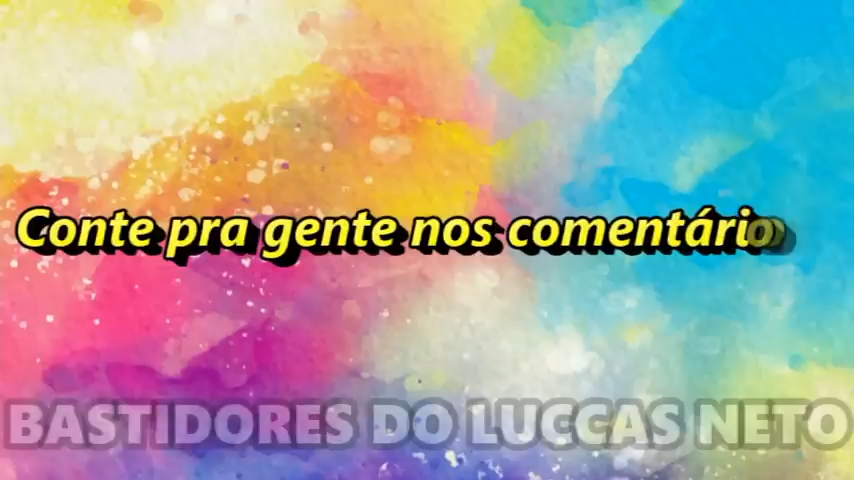 Conte pra gente nos comentário
BASTIDORES DO LUCCAS NETO